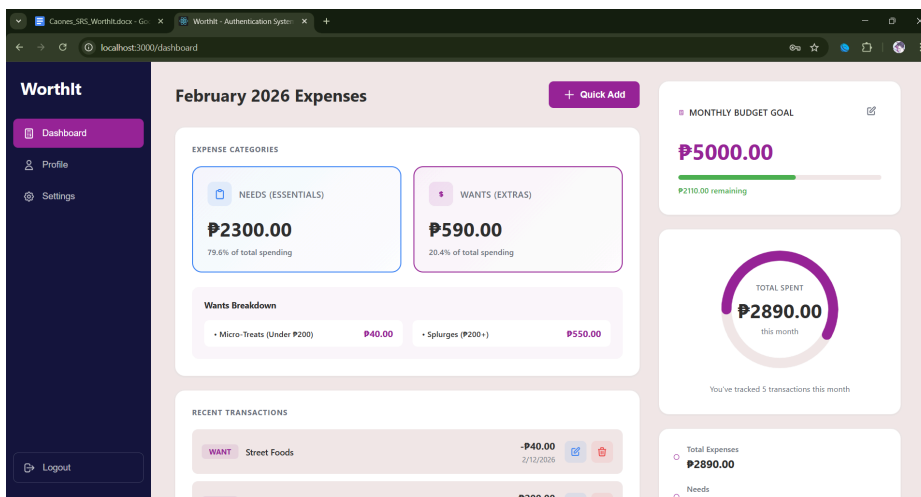 Caones_SRS_WorthIt.docx - Goo
WorthIt - Authentication System
localhost:3000/dashboard
WorthIt
Dashboard
Profile
Settings
Logout
February 2026 Expenses
+ Quick Add
EXPENSE CATEGORIES
NEEDS (ESSENTIALS)
₱2300.00
79.6% of total spending
$ WANTS (EXTRAS)
₱590.00
20.4% of total spending
Wants Breakdown
• Micro-Treats (Under ₱200) ₱40.00
• Splurges (₱200+) ₱550.00
RECENT TRANSACTIONS
WANT Street Foods -₱40.00
2/12/2026
MONTHLY BUDGET GOAL
₱5000.00
₱2110.00 remaining
TOTAL SPENT
₱2890.00
this month
You've tracked 5 transactions this month
Total Expenses
₱2890.00
Needs